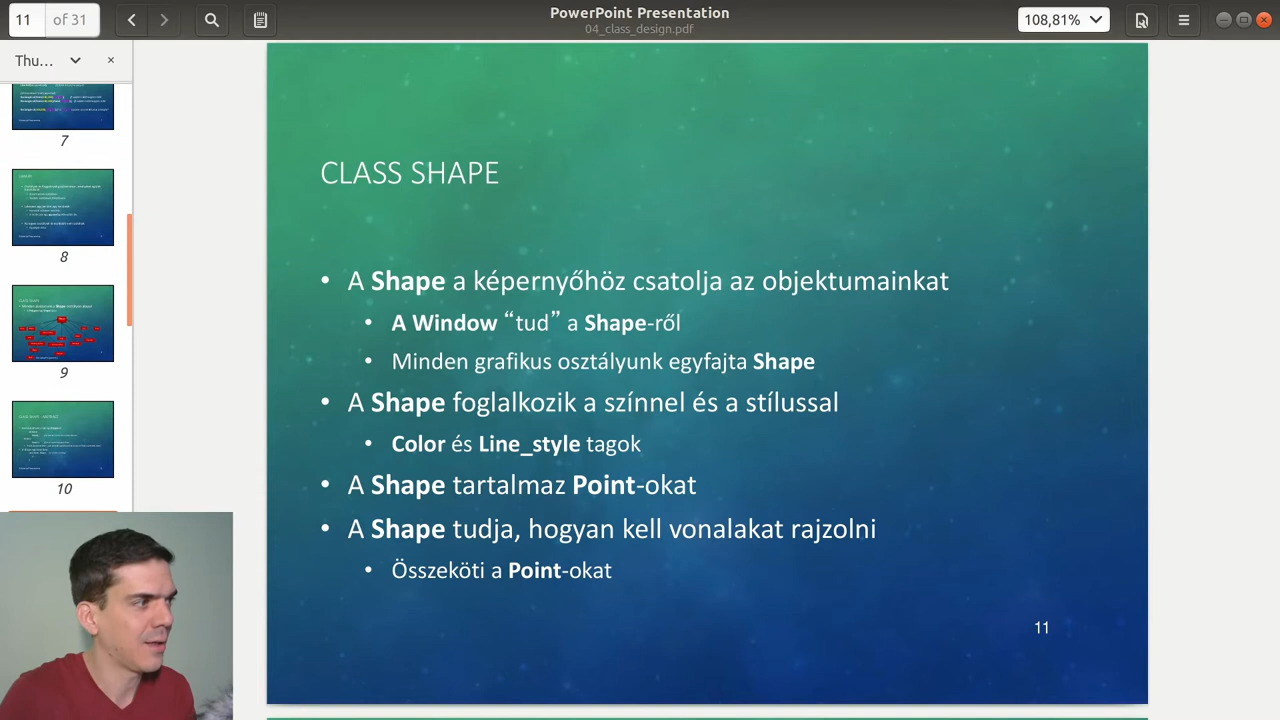 11 of 31
PowerPoint Presentation
04_class_design.pdf
108,81%
Thu...
7
8
9
10
CLASS SHAPE
• A Shape a képernyőhöz csatolja az objektumainkat
• A Window “tud” a Shape-ről
• Minden grafikus osztályunk egyfajta Shape
• A Shape foglalkozik a színnel és a stílussal
• Color és Line_style tagok
• A Shape tartalmaz Point-okat
• A Shape tudja, hogyan kell vonalakat rajzolni
• Összeköti a Point-okat
11